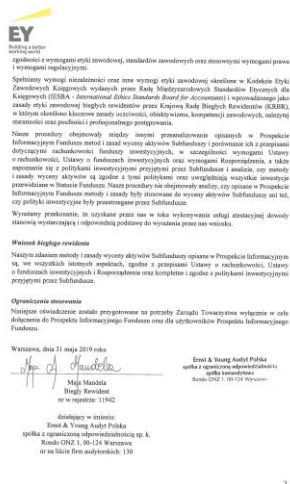 EY
Building a better
working world
zgodności z wymogami etyki zawodowej, standardów zawodowych oraz stosownymi wymogami prawa
i wymogami regulacyjnymi.
Spełniamy wymogi niezależności oraz inne wymogi etyki zawodowej określone w Kodeksie Etyki
Zawodowych Księgowych wydanych przez Radę Międzynarodowych Standardów Etycznych dla
Księgowych (IESBA - International Ethics Standards Board for Accountants) i wprowadzonego jako
zasady etyki zawodowej biegłych rewidentów przez Krajową Radę Biegłych Rewidentów (KRBR),
w którym określono kluczowe zasady uczciwości, obiektywizmu, kompetencji zawodowych, należytej
staranności oraz poufności i profesjonalnego postępowania.
Nasze procedury obejmowały między innymi przeanalizowanie opisanych w Prospekcie
Informacyjnym Funduszu metod i zasad wyceny aktywów Subfunduszy i porównanie ich z przepisami
dotyczącymi rachunkowości funduszy inwestycyjnych, w szczególności wymogami Ustawy
o rachunkowości, Ustawy o funduszach inwestycyjnych oraz wymogami Rozporządzenia, a także
zapoznanie się z politykami inwestycyjnymi przyjętymi przez Subfundusze i analizie, czy metody
i zasady wyceny aktywów są zgodne z tymi politykami oraz uwzględniają wszystkie inwestycje
przewidziane w Statucie Funduszu. Nasze procedury nie obejmowały analizy, czy opisane w Prospekcie
Informacyjnym Funduszu metody i zasady były stosowane do wyceny aktywów Subfunduszy ani też,
czy polityki inwestycyjne były przestrzegane przez Subfundusze.
Wyrażamy przekonanie, że uzyskane przez nas w toku wykonywania usługi atestacyjnej dowody
stanowią wystarczającą i odpowiednią podstawę do wyrażenia przez nas wniosku.
Wniosek biegłego rewidenta
Naszym zdaniem metody i zasady wyceny aktywów Subfunduszy opisane w Prospekcie Informacyjnym
są, we wszystkich istotnych aspektach, zgodne z przepisami Ustawy o rachunkowości, Ustawy
o funduszach inwestycyjnych i Rozporządzenia oraz kompletne i zgodne z politykami inwestycyjnymi
przyjętymi przez Subfundusze.
Ograniczenie stosowania
Niniejsze oświadczenie zostało przygotowane na potrzeby Zarządu Towarzystwa wyłącznie w celu
dołączenia do Prospektu Informacyjnego Funduszu oraz dla użytkowników Prospektu Informacyjnego
Funduszu.
Warszawa, dnia 31 maja 2019 roku
Maja Mandela
Biegły Rewident
nr w rejestrze: 11942
Ernst & Young Audyt Polska
spółka z ograniczoną odpowiedzialnością
spółka komandytowa
Rondo ONZ 1, 00-124 Warszawa
działający w imieniu:
Ernst & Young Audyt Polska
spółka z ograniczoną odpowiedzialnością sp. k.
Rondo ONZ 1, 00-124 Warszawa
nr na liście firm audytorskich: 130